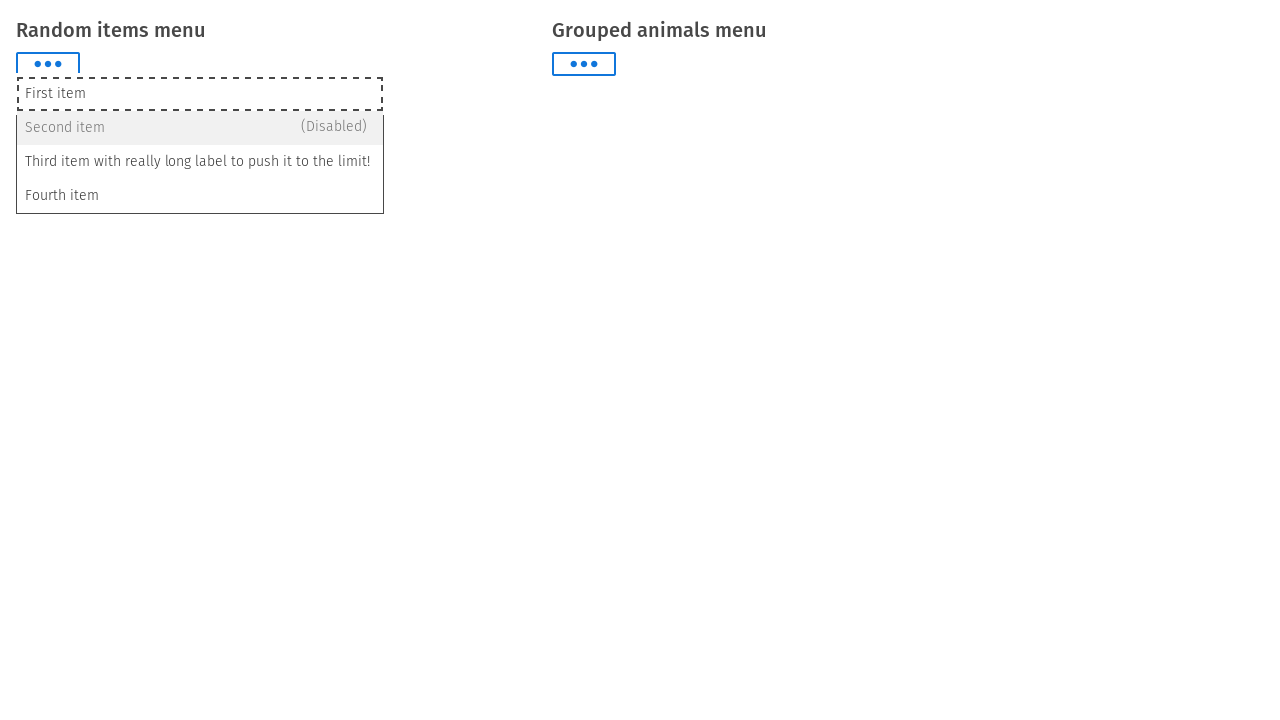 Random items menu
Grouped animals menu
First item
Second item (Disabled)
Third item with really long label to push it to the limit!
Fourth item